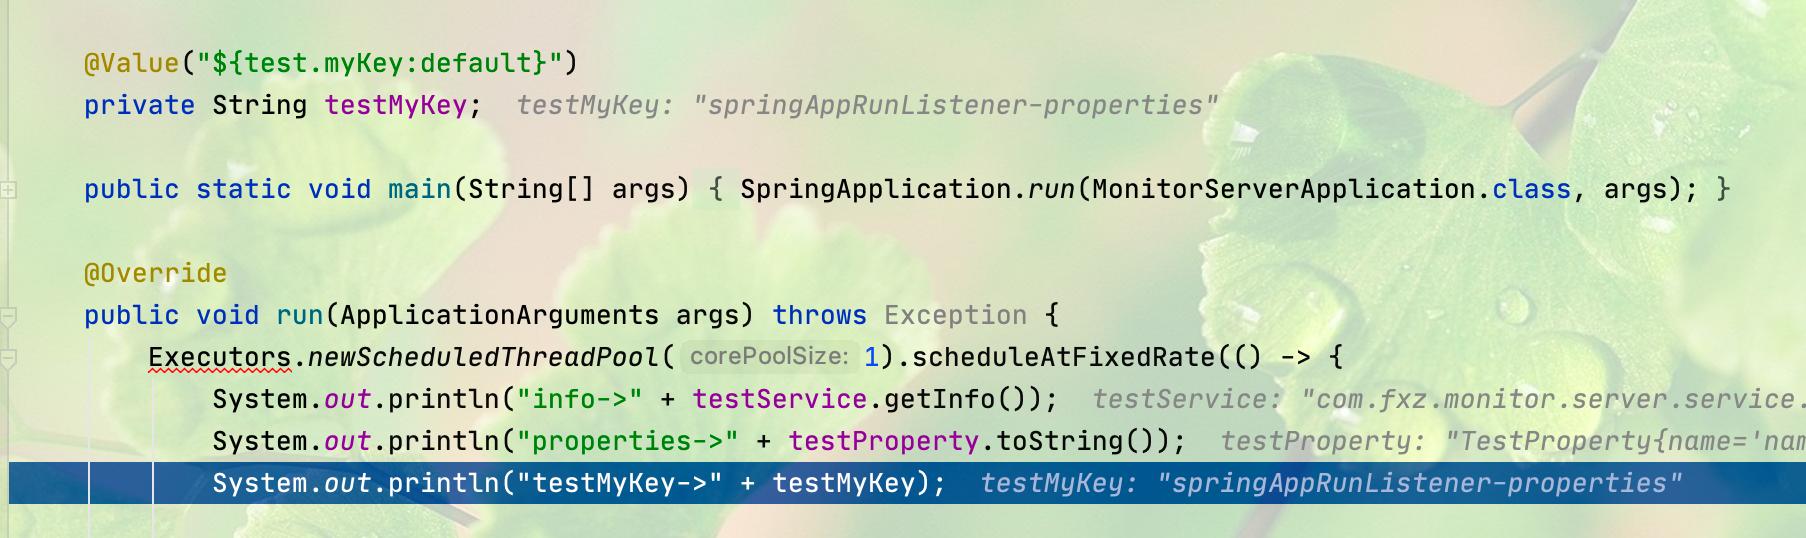 @Value("${test.myKey:default}")
private String testMyKey;  testMyKey: "springAppRunListener-properties"
public static void main(String[] args) { SpringApplication.run(MonitorServerApplication.class, args); }
@Override
public void run(ApplicationArguments args) throws Exception {
Executors.newScheduledThreadPool( corePoolSize: 1).scheduleAtFixedRate(() -> {
System.out.println("info->" + testService.getInfo());  testService: "com.fxz.monitor.server.service.
System.out.println("properties->" + testProperty.toString());  testProperty: "TestProperty{name='nam
System.out.println("testMyKey->" + testMyKey);  testMyKey: "springAppRunListener-properties"